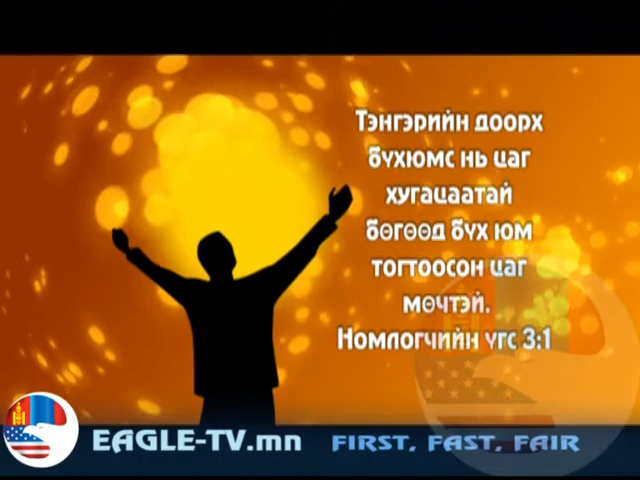 Тэнгэрийн доорх
бүхюмс нь цаг
хугацаатай
бөгөөд бүх юм
тогтоосон цаг
мөчтэй.
Номлогчийн үгс 3:1
EAGLE-TV.mn FIRST, FAST, FAIR